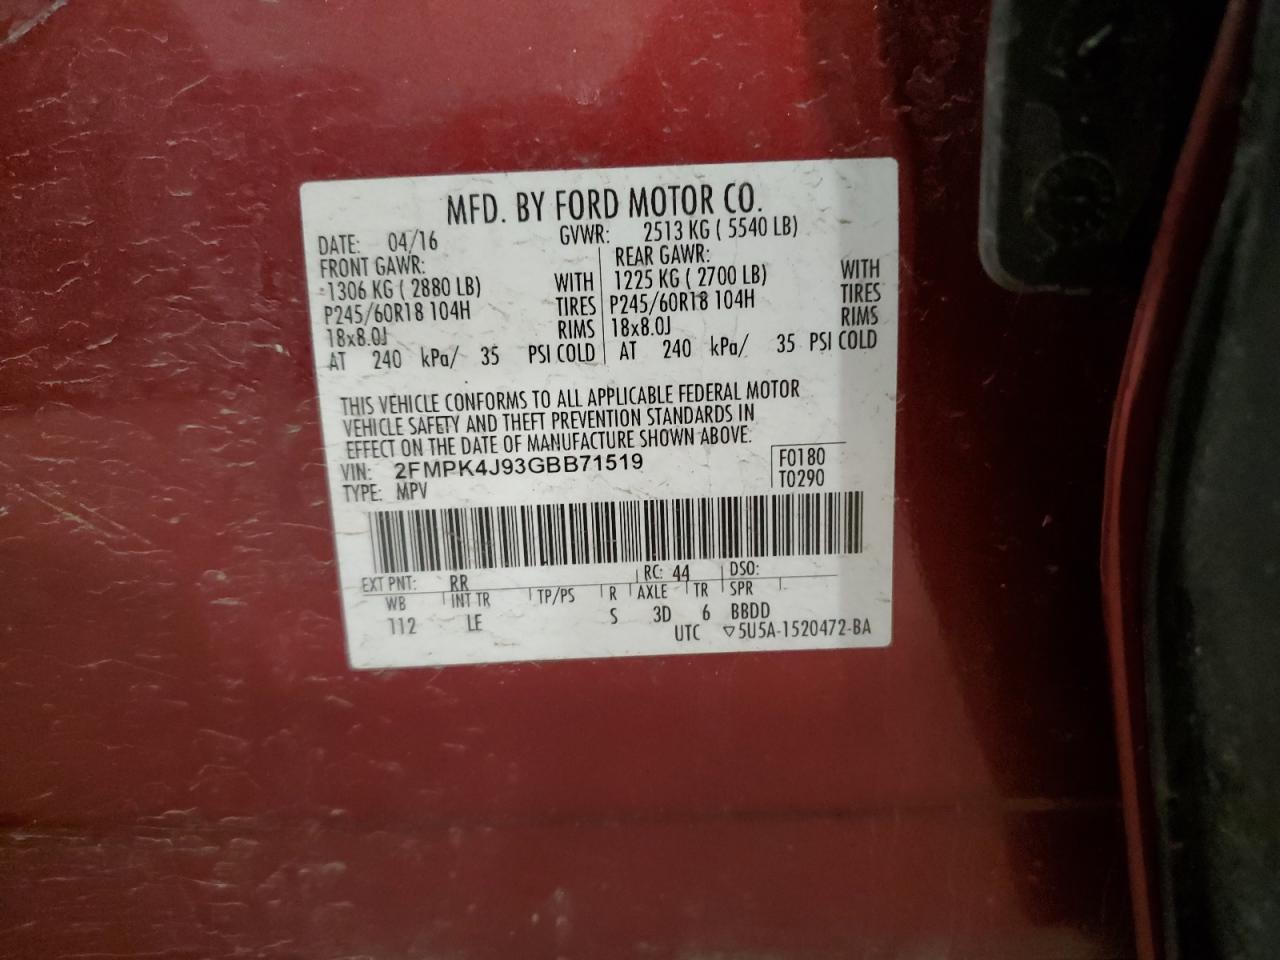 MFD. BY FORD MOTOR CO.
DATE: 04/16 GVWR: 2513 KG ( 5540 LB)
FRONT GAWR: REAR GAWR:
1306 KG ( 2880 LB) WITH 1225 KG ( 2700 LB) WITH
P245/60R18 104H TIRES P245/60R18 104H TIRES
18x8.0J RIMS 18x8.0J RIMS
AT 240 kPa/ 35 PSI COLD AT 240 kPa/ 35 PSI COLD
THIS VEHICLE CONFORMS TO ALL APPLICABLE FEDERAL MOTOR
VEHICLE SAFETY AND THEFT PREVENTION STANDARDS IN
EFFECT ON THE DATE OF MANUFACTURE SHOWN ABOVE.
VIN: 2FMPK4J93GBB71519 F0180
TYPE: MPV T0290
EXT PNT: RR RC: 44 DSO:
WB INT TR TP/PS R AXLE TR SPR
112 LE S 3D 6 BBDD
UTC ▽5U5A-1520472-BA